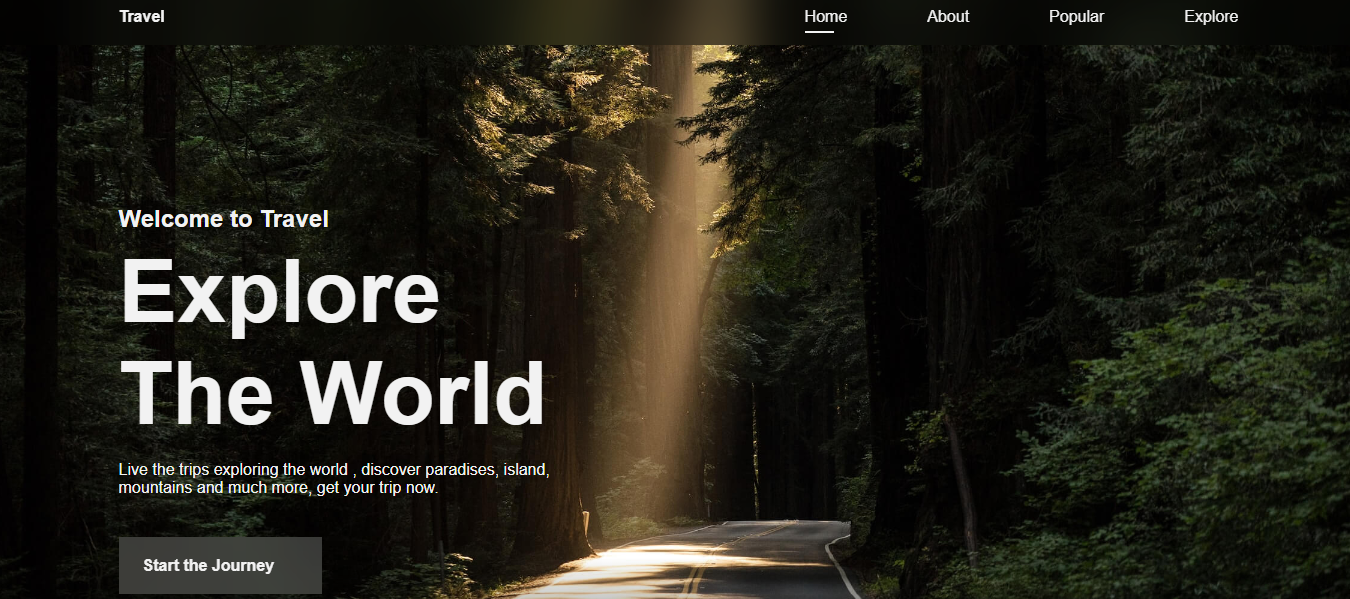 Travel
Home About Popular Explore
Welcome to Travel
Explore
The World
Live the trips exploring the world , discover paradises, island,
mountains and much more, get your trip now.
Start the Journey